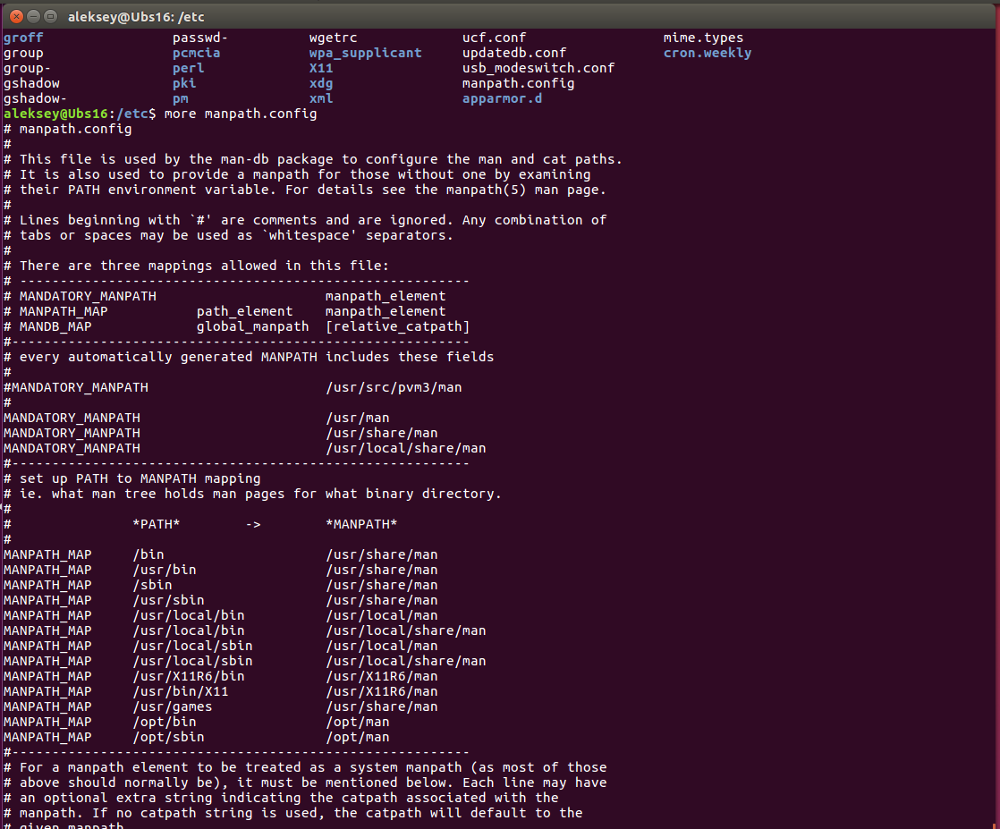 aleksey@Ubs16: /etc
groff passwd- wgetrc ucf.conf mime.types
group pcmcia wpa_supplicant updatedb.conf cron.weekly
group- perl X11 usb_modeswitch.conf
gshadow pki xdg manpath.config
gshadow- pm xml apparmor.d
aleksey@Ubs16:/etc$ more manpath.config
# manpath.config
#
# This file is used by the man-db package to configure the man and cat paths.
# It is also used to provide a manpath for those without one by examining
# their PATH environment variable. For details see the manpath(5) man page.
#
# Lines beginning with `#' are comments and are ignored. Any combination of
# tabs or spaces may be used as `whitespace' separators.
#
# There are three mappings allowed in this file:
# --------------------------------------------------------
# MANDATORY_MANPATH manpath_element
# MANPATH_MAP path_element manpath_element
# MANDB_MAP global_manpath [relative_catpath]
#---------------------------------------------------------
# every automatically generated MANPATH includes these fields
#
#MANDATORY_MANPATH /usr/src/pvm3/man
#
MANDATORY_MANPATH /usr/man
MANDATORY_MANPATH /usr/share/man
MANDATORY_MANPATH /usr/local/share/man
#---------------------------------------------------------
# set up PATH to MANPATH mapping
# ie. what man tree holds man pages for what binary directory.
#
# *PATH* -> *MANPATH*
#
MANPATH_MAP /bin /usr/share/man
MANPATH_MAP /usr/bin /usr/share/man
MANPATH_MAP /sbin /usr/share/man
MANPATH_MAP /usr/sbin /usr/share/man
MANPATH_MAP /usr/local/bin /usr/local/man
MANPATH_MAP /usr/local/bin /usr/local/share/man
MANPATH_MAP /usr/local/sbin /usr/local/man
MANPATH_MAP /usr/local/sbin /usr/local/share/man
MANPATH_MAP /usr/X11R6/bin /usr/X11R6/man
MANPATH_MAP /usr/bin/X11 /usr/X11R6/man
MANPATH_MAP /usr/games /usr/share/man
MANPATH_MAP /opt/bin /opt/man
MANPATH_MAP /opt/sbin /opt/man
#---------------------------------------------------------
# For a manpath element to be treated as a system manpath (as most of those
# above should normally be), it must be mentioned below. Each line may have
# an optional extra string indicating the catpath associated with the
# manpath. If no catpath string is used, the catpath will default to the
# given manpath